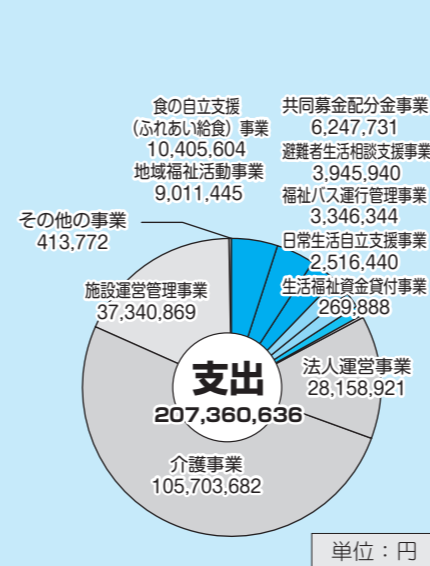 食の自立支援
（ふれあい給食）事業
10,405,604
地域福祉活動事業
9,011,445
共同募金配分金事業
6,247,731
避難者生活相談支援事業
3,945,940
福祉バス運行管理事業
3,346,344
日常生活自立支援事業
2,516,440
生活福祉資金貸付事業
269,888
その他の事業
413,772
施設運営管理事業
37,340,869
法人運営事業
28,158,921
支出
207,360,636
介護事業
105,703,682
単位：円